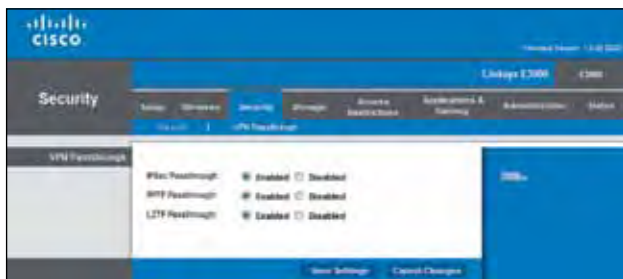 CISCO
Linksys E3000
Security
Setup Wireless Security Storage Access Restrictions Applications & Gaming Administration Status
VPN Passthrough
VPN Passthrough
IPSec Passthrough Enabled Disabled
PPTP Passthrough Enabled Disabled
L2TP Passthrough Enabled Disabled
Help...
Save Settings Cancel Changes